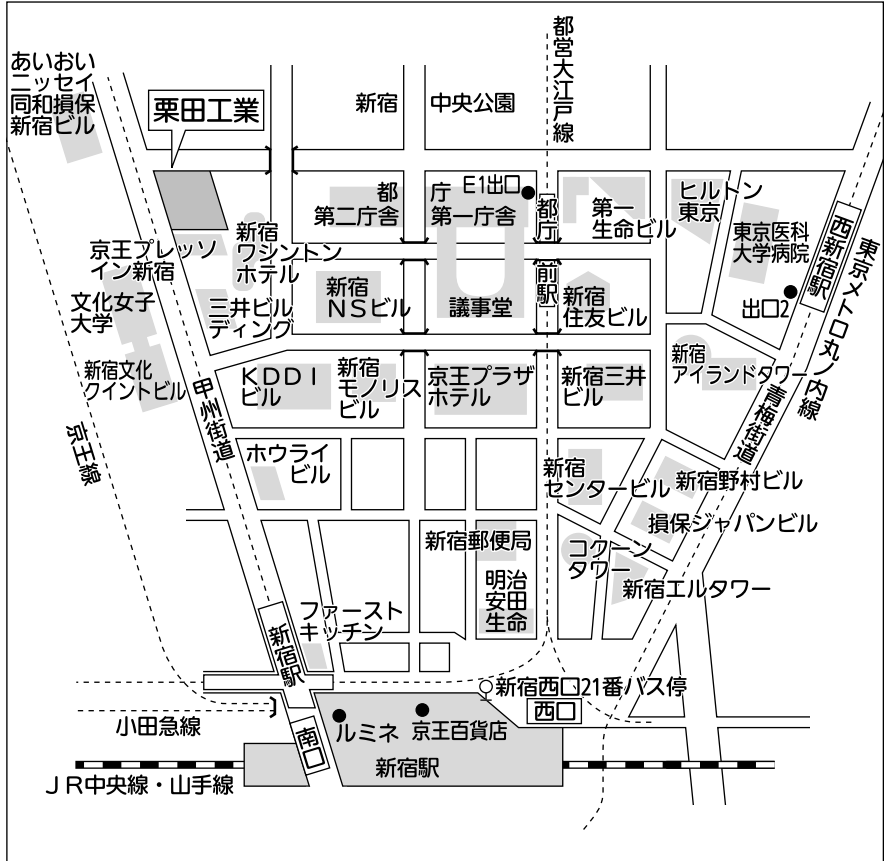 都営大江戸線
あいおい
ニッセイ
同和損保
新宿ビル
栗田工業
新宿 中央公園
都 庁
第二庁舎 第一庁舎
E1出口
都庁前駅
第一
生命ビル
ヒルトン
東京
東京医科
大学病院
西新宿駅
東京メトロ丸ノ内線
出口2
京王プレッソ
イン新宿
新宿
ワシントン
ホテル
文化女子
大学
三井ビル
ディング
新宿
NSビル
議事堂
新宿
住友ビル
新宿
アイランドタワー
新宿文化
クイントビル
KDDI
ビル
新宿
モノリス
ビル
京王プラザ
ホテル
新宿三井
ビル
青梅街道
甲州街道
京王線
ホウライ
ビル
新宿
センタービル
新宿野村ビル
損保ジャパンビル
新宿郵便局
コクーン
タワー
明治
安田
生命
新宿エルタワー
ファースト
キッチン
新宿駅
新宿西口21番バス停
西口
小田急線
南口
ルミネ
京王百貨店
新宿駅
JR中央線・山手線